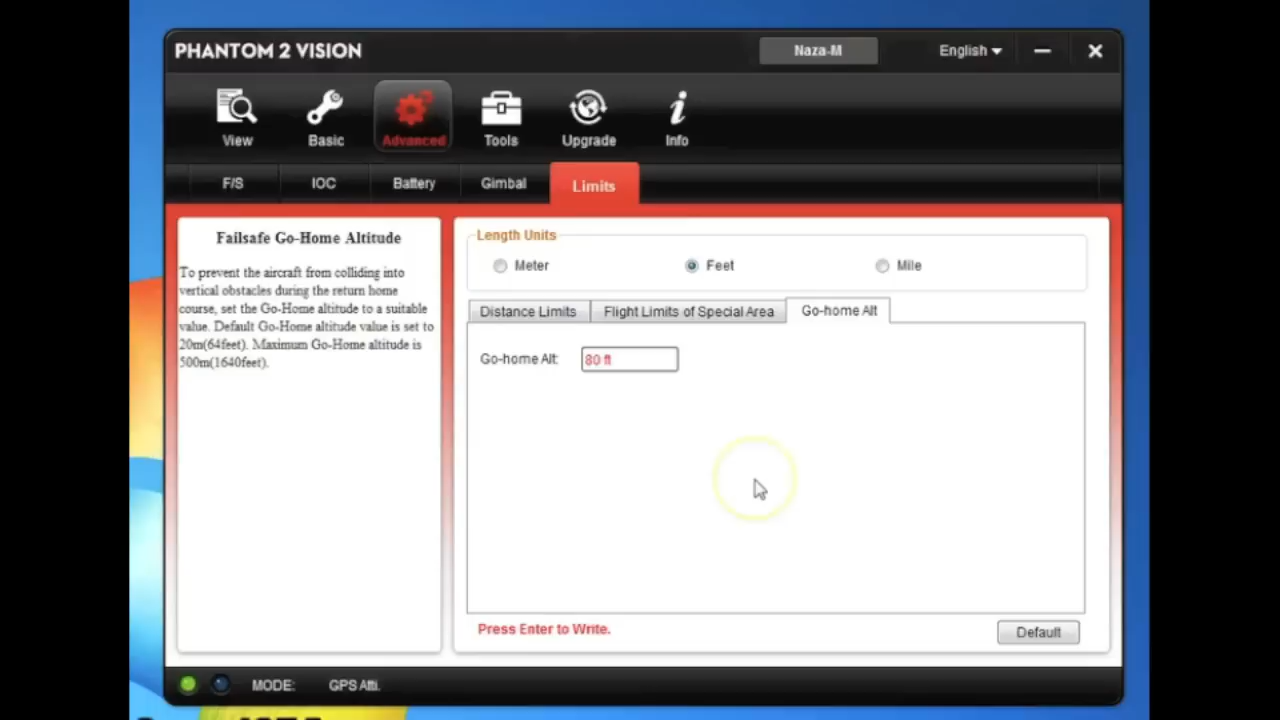 PHANTOM 2 VISION
Naza-M
English
View
Basic
Advanced
Tools
Upgrade
Info
F/S
IOC
Battery
Gimbal
Limits
Failsafe Go-Home Altitude
To prevent the aircraft from colliding into
vertical obstacles during the return home
course, set the Go-Home altitude to a suitable
value. Default Go-Home altitude value is set to
20m(64feet). Maximum Go-Home altitude is
500m(1640feet).
Length Units
Meter
Feet
Mile
Distance Limits
Flight Limits of Special Area
Go-home Alt
Go-home Alt: 80 ft
Press Enter to Write.
Default
MODE: GPS Atti.